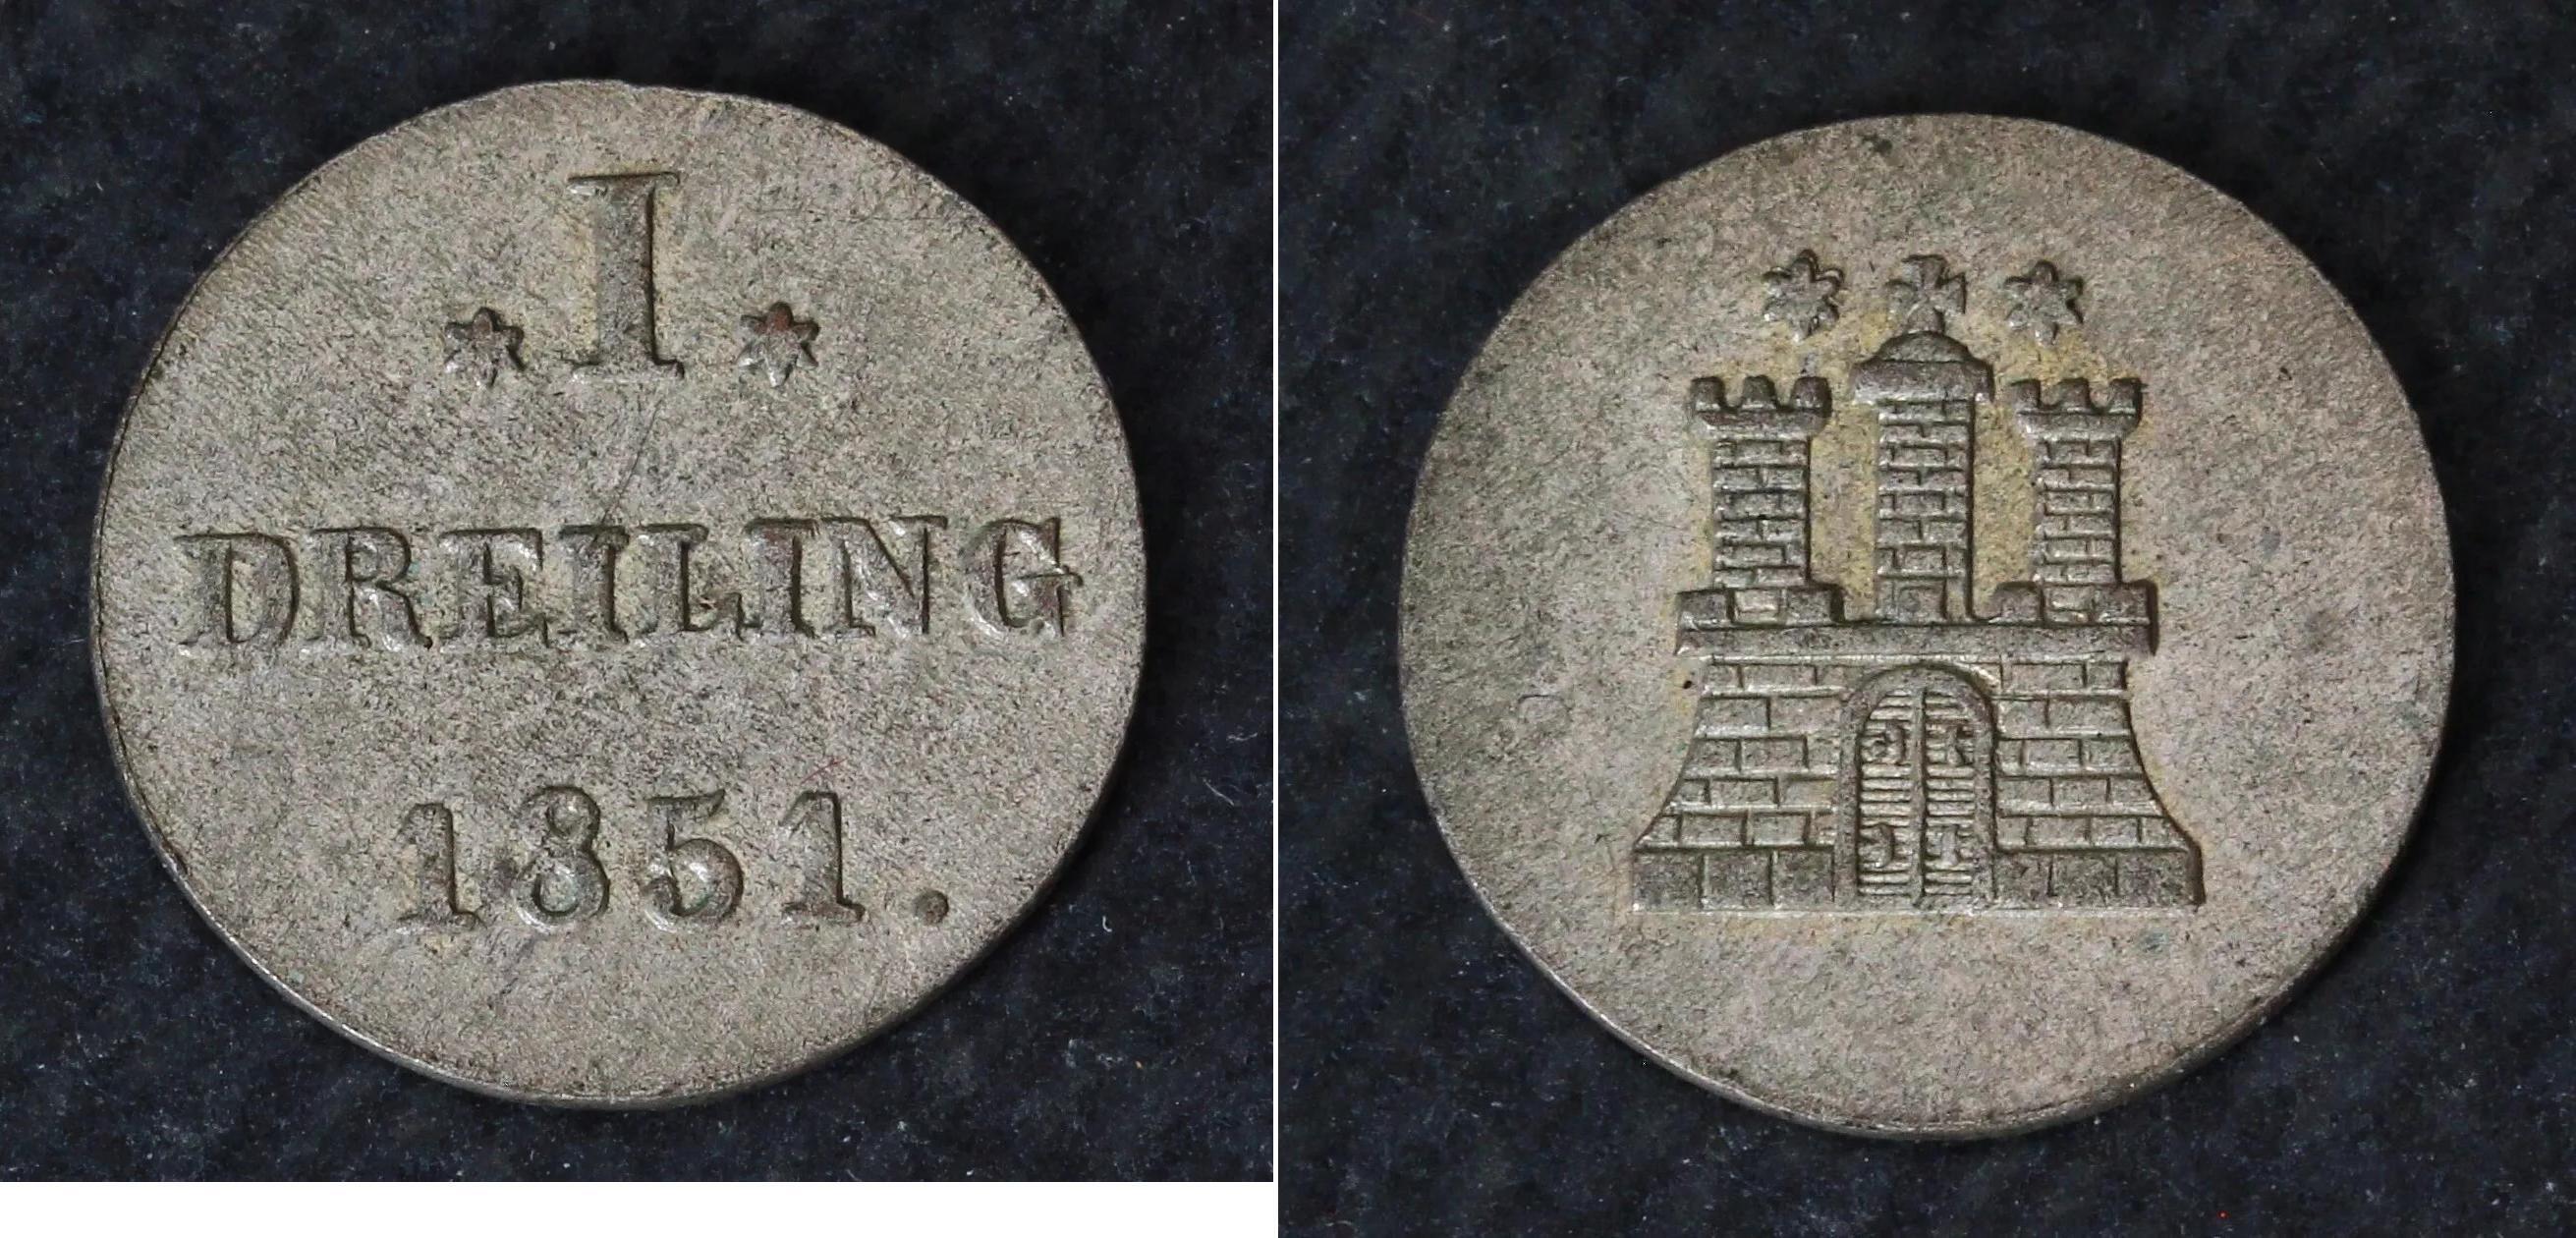 I
DREILING
1851.